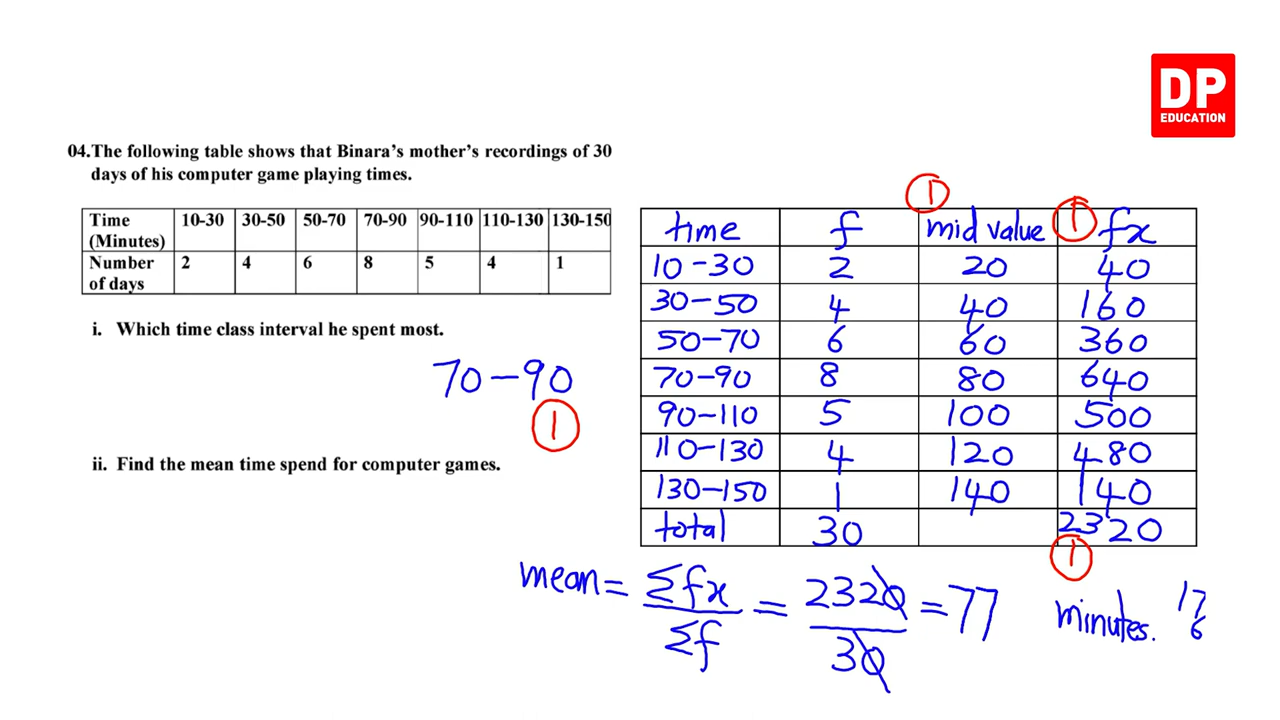 DP
EDUCATION
04.The following table shows that Binara's mother's recordings of 30
days of his computer game playing times.
Time (Minutes) 10-30 30-50 50-70 70-90 90-110 110-130 130-150
Number of days 2 4 6 8 5 4 1
i. Which time class interval he spent most.
70-90
1
ii. Find the mean time spend for computer games.
1 1
time f mid value fx
10-30 2 20 40
30-50 4 40 160
50-70 6 60 360
70-90 8 80 640
90-110 5 100 500
110-130 4 120 480
130-150 1 140 140
total 30 2320
1
mean = Σfx/Σf = 2320/30 = 77 minutes.
17
6